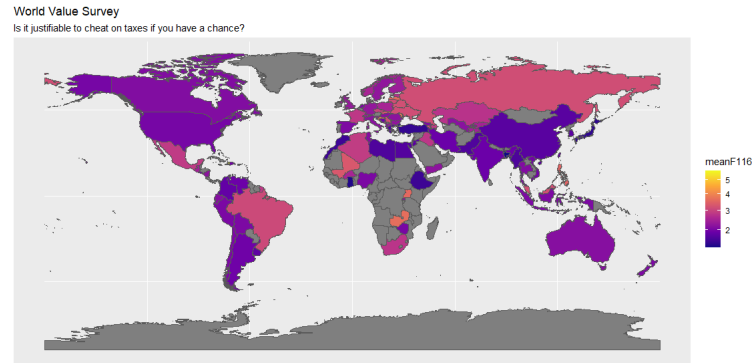 World Value Survey
Is it justifiable to cheat on taxes if you have a chance?
meanF116
5
4
3
2